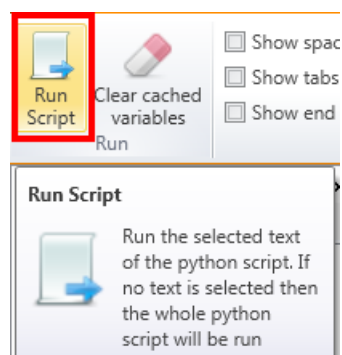 Run
Script
Clear cached
variables
Run
Show spac
Show tabs
Show end
Run Script
Run the selected text
of the python script. If
no text is selected then
the whole python
script will be run